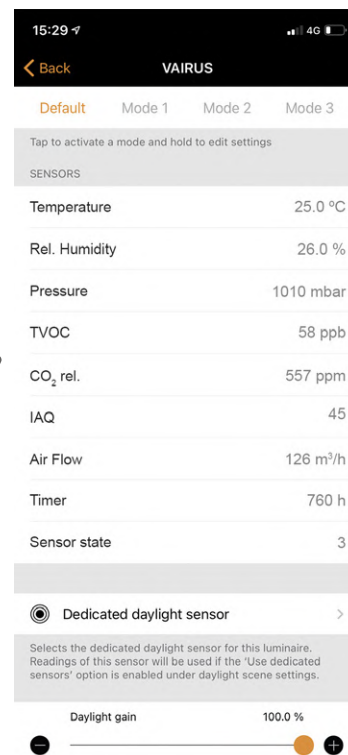 15:29 4G
Back VAIRUS
Default Mode 1 Mode 2 Mode 3
Tap to activate a mode and hold to edit settings
SENSORS
Temperature 25.0 ºC
Rel. Humidity 26.0 %
Pressure 1010 mbar
TVOC 58 ppb
CO₂ rel. 557 ppm
IAQ 45
Air Flow 126 m³/h
Timer 760 h
Sensor state 3
Dedicated daylight sensor
Selects the dedicated daylight sensor for this luminaire.
Readings of this sensor will be used if the 'Use dedicated
sensors' option is enabled under daylight scene settings.
Daylight gain 100.0 %